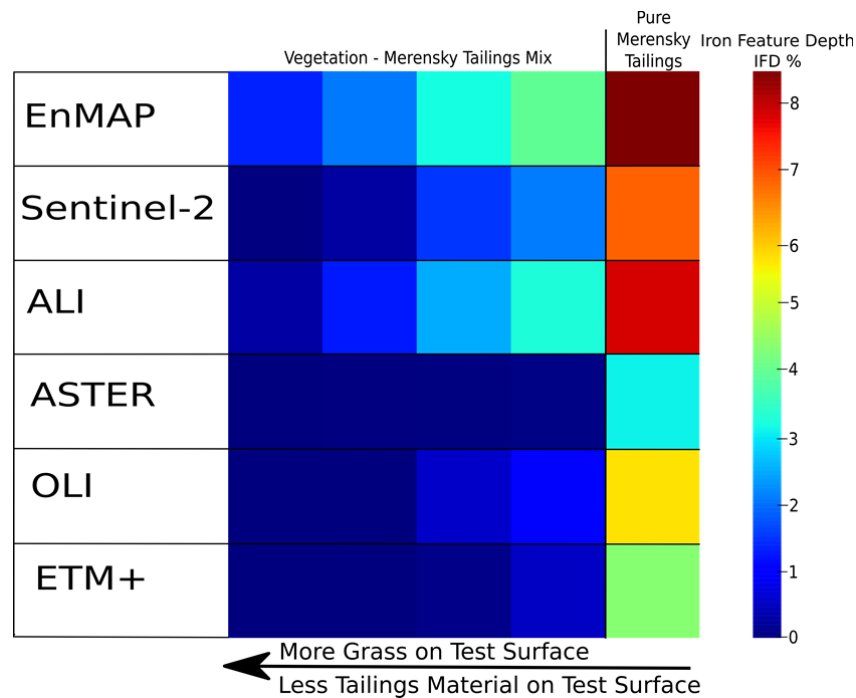 Pure
Merensky
Tailings
Vegetation - Merensky Tailings Mix
Iron Feature Depth
IFD %
EnMAP
Sentinel-2
ALI
ASTER
OLI
ETM+
8
7
6
5
4
3
2
1
0
More Grass on Test Surface
Less Tailings Material on Test Surface